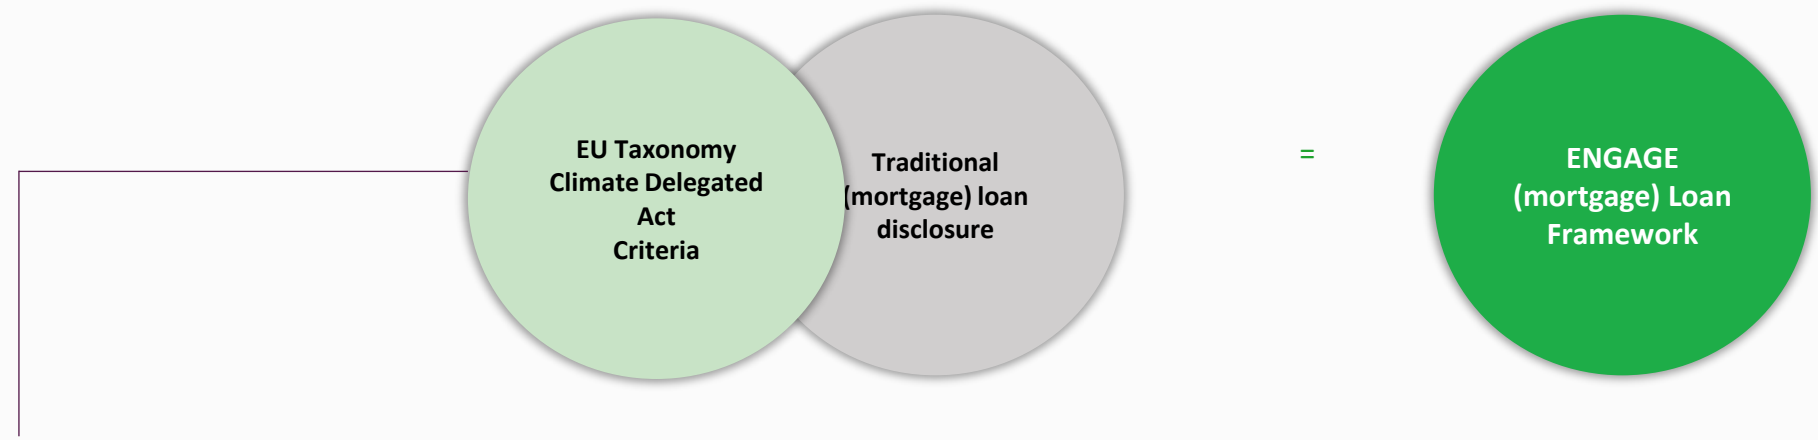 EU Taxonomy
Climate Delegated
Act
Criteria
Traditional
(mortgage) loan
disclosure
=
ENGAGE
(mortgage) Loan
Framework